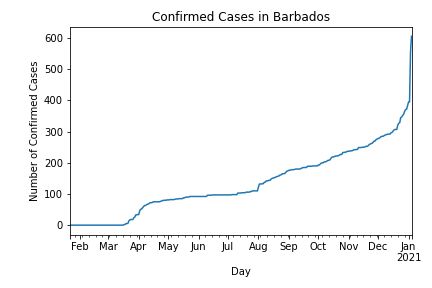 Confirmed Cases in Barbados
600
500
400
300
200
100
0
Number of Confirmed Cases
Feb Mar Apr May Jun Jul Aug Sep Oct Nov Dec Jan
2021
Day